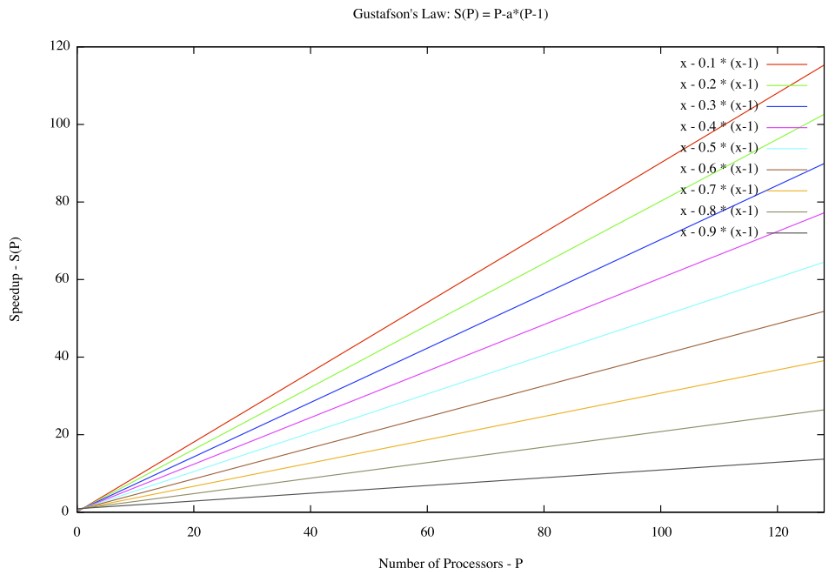 Gustafson's Law: S(P) = P-a*(P-1)
120
100
80
60
40
20
0
Speedup - S(P)
x - 0.1 * (x-1)
x - 0.2 * (x-1)
x - 0.3 * (x-1)
x - 0.4 * (x-1)
x - 0.5 * (x-1)
x - 0.6 * (x-1)
x - 0.7 * (x-1)
x - 0.8 * (x-1)
x - 0.9 * (x-1)
0 20 40 60 80 100 120
Number of Processors - P